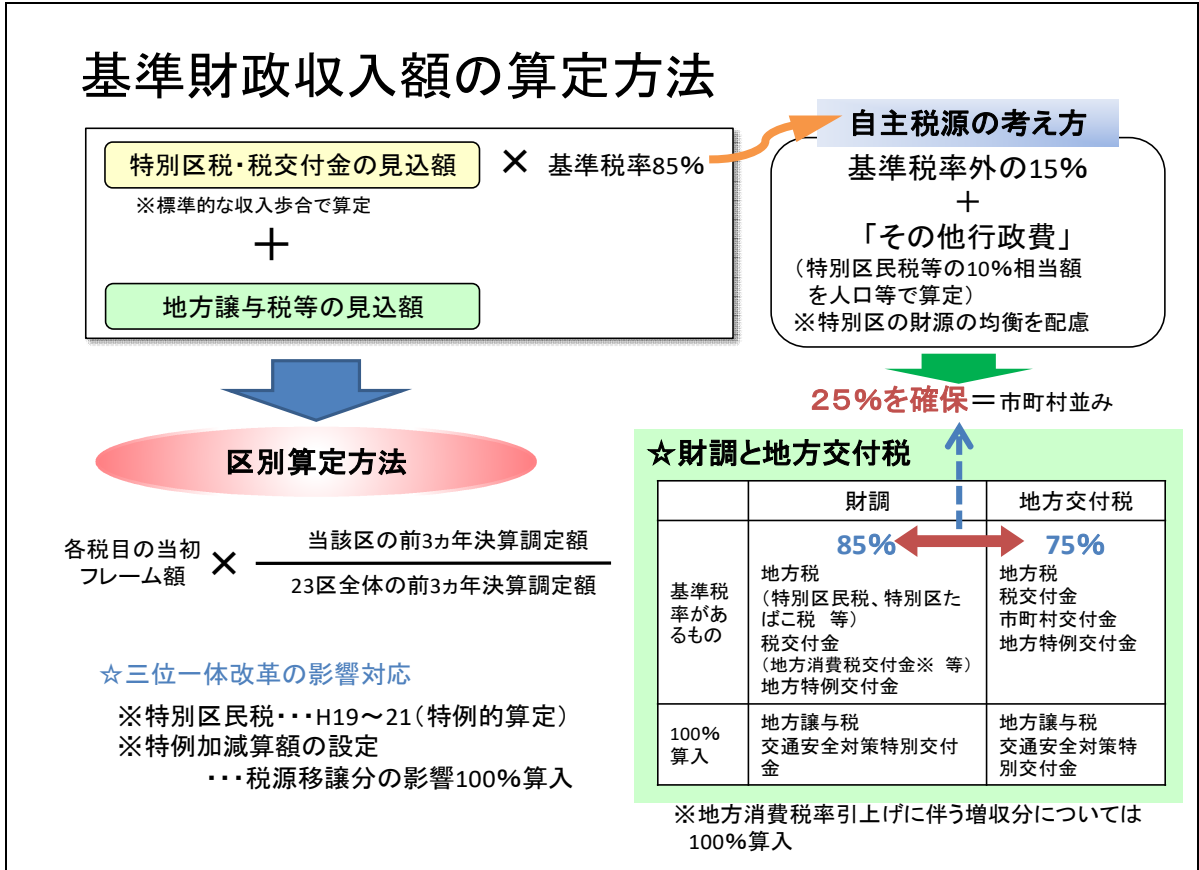 基準財政収入額の算定方法
特別区税・税交付金の見込額 × 基準税率85%
※標準的な収入歩合で算定
＋
地方譲与税等の見込額
自主税源の考え方
基準税率外の15%
＋
「その他行政費」
（特別区民税等の10%相当額
を人口等で算定）
※特別区の財源の均衡を配慮
25%を確保＝市町村並み
区別算定方法
各税目の当初
フレーム額
×
当該区の前3ヵ年決算調定額
23区全体の前3ヵ年決算調定額
☆三位一体改革の影響対応
※特別区民税・・・H19～21（特例的算定）
※特例加減算額の設定
・・・税源移譲分の影響100%算入
☆財調と地方交付税
財調
地方交付税
基準税
率があ
るもの
85%
地方税
（特別区民税、特別区た
ばこ税 等）
税交付金
（地方消費税交付金※ 等）
地方特例交付金
75%
地方税
税交付金
市町村交付金
地方特例交付金
100%
算入
地方譲与税
交通安全対策特別交付
金
地方譲与税
交通安全対策特
別交付金
※地方消費税率引上げに伴う増収分については
100%算入